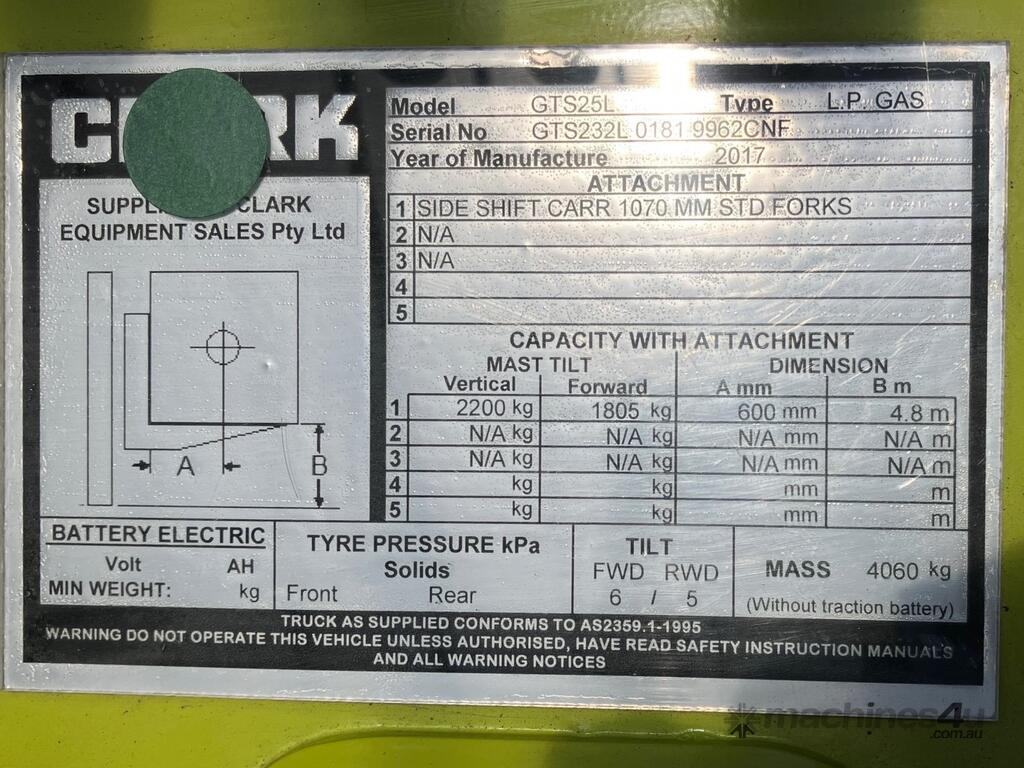 C RK
SUPPL CLARK
EQUIPMENT SALES Pty Ltd
A
B
Model GTS25L Type L.P. GAS
Serial No GTS232L 0181 9962CNF
Year of Manufacture 2017
ATTACHMENT
1 SIDE SHIFT CARR 1070 MM STD FORKS
2 N/A
3 N/A
4
5
CAPACITY WITH ATTACHMENT
MAST TILT DIMENSION
Vertical Forward A mm B m
1 2200 kg 1805 kg 600 mm 4.8 m
2 N/A kg N/A kg N/A mm N/A m
3 N/A kg N/A kg N/A mm N/A m
4 kg kg mm m
5 kg kg mm m
BATTERY ELECTRIC
Volt AH
MIN WEIGHT: kg
TYRE PRESSURE kPa
Solids
Front Rear
TILT
FWD RWD
6 / 5
MASS 4060 kg
(Without traction battery)
TRUCK AS SUPPLIED CONFORMS TO AS2359.1-1995
WARNING DO NOT OPERATE THIS VEHICLE UNLESS AUTHORISED, HAVE READ SAFETY INSTRUCTION MANUALS
AND ALL WARNING NOTICES
machines4u
.com.au